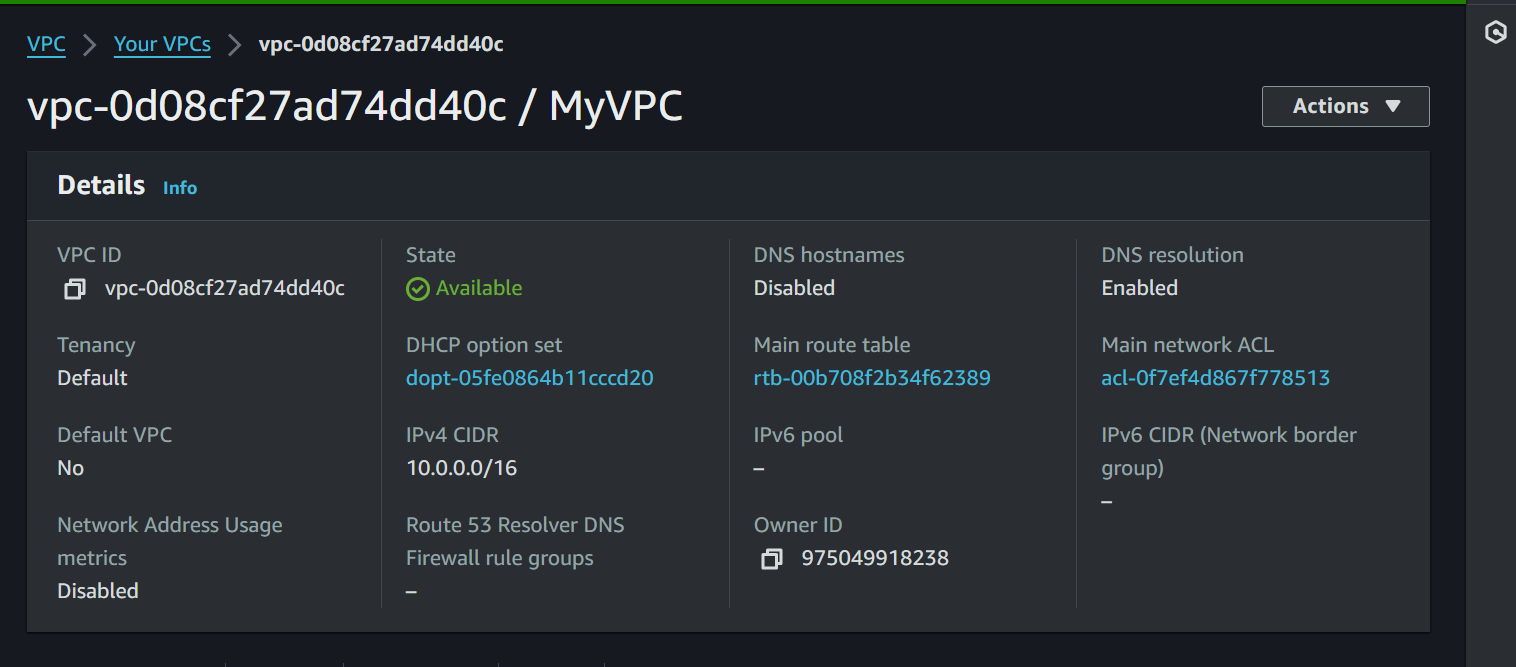 VPC > Your VPCs > vpc-0d08cf27ad74dd40c
vpc-0d08cf27ad74dd40c / MyVPC
Actions
Details Info
VPC ID
vpc-0d08cf27ad74dd40c
State
Available
DNS hostnames
Disabled
DNS resolution
Enabled
Tenancy
Default
DHCP option set
dopt-05fe0864b11cccd20
Main route table
rtb-00b708f2b34f62389
Main network ACL
acl-0f7ef4d867f778513
Default VPC
No
IPv4 CIDR
10.0.0.0/16
IPv6 pool
–
IPv6 CIDR (Network border
group)
–
Network Address Usage
metrics
Disabled
Route 53 Resolver DNS
Firewall rule groups
–
Owner ID
975049918238